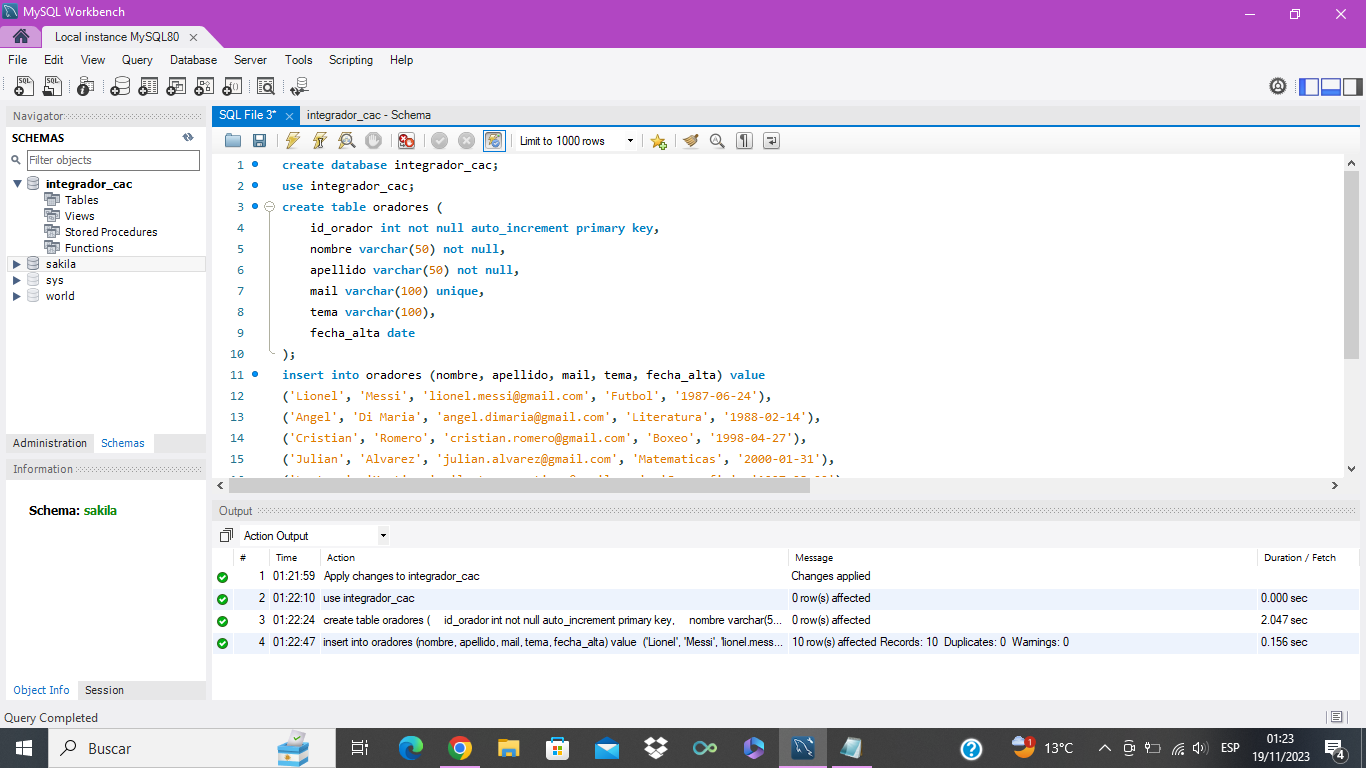 MySQL Workbench
Local instance MySQL80
File Edit View Query Database Server Tools Scripting Help
Navigator
SCHEMAS
Filter objects
integrador_cac
Tables
Views
Stored Procedures
Functions
sakila
sys
world
Administration Schemas
Information
Schema: sakila
Object Info Session
SQL File 3* integrador_cac - Schema
Limit to 1000 rows
1 create database integrador_cac;
2 use integrador_cac;
3 create table oradores (
4 id_orador int not null auto_increment primary key,
5 nombre varchar(50) not null,
6 apellido varchar(50) not null,
7 mail varchar(100) unique,
8 tema varchar(100),
9 fecha_alta date
10 );
11 insert into oradores (nombre, apellido, mail, tema, fecha_alta) value
12 ('Lionel', 'Messi', 'lionel.messi@gmail.com', 'Futbol', '1987-06-24'),
13 ('Angel', 'Di Maria', 'angel.dimaria@gmail.com', 'Literatura', '1988-02-14'),
14 ('Cristian', 'Romero', 'cristian.romero@gmail.com', 'Boxeo', '1998-04-27'),
15 ('Julian', 'Alvarez', 'julian.alvarez@gmail.com', 'Matematicas', '2000-01-31'),
Output
Action Output
# Time Action Message Duration / Fetch
1 01:21:59 Apply changes to integrador_cac Changes applied
2 01:22:10 use integrador_cac 0 row(s) affected 0.000 sec
3 01:22:24 create table oradores ( id_orador int not null auto_increment primary key, nombre varchar(5... 0 row(s) affected 2.047 sec
4 01:22:47 insert into oradores (nombre, apellido, mail, tema, fecha_alta) value ('Lionel', 'Messi', 'lionel.mess... 10 row(s) affected Records: 10 Duplicates: 0 Warnings: 0 0.156 sec
Query Completed
Buscar
1
13°C
ESP
01:23
19/11/2023
4